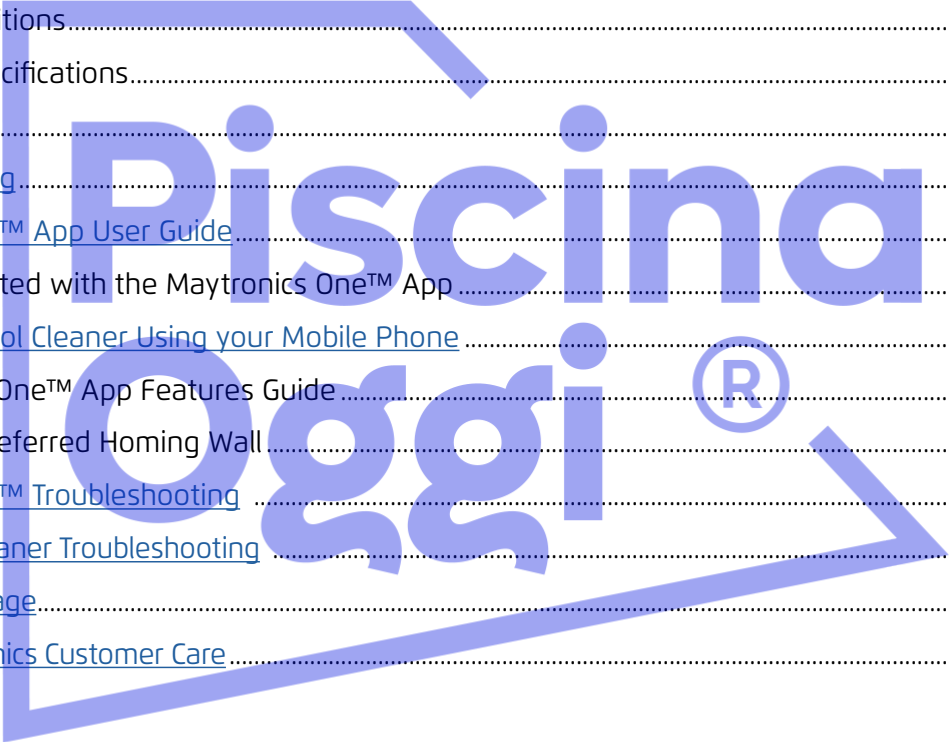 tions
cifications
g
™ App User Guide
ted with the Maytronics One™ App
ol Cleaner Using your Mobile Phone
One™ App Features Guide
eferred Homing Wall
™ Troubleshooting
aner Troubleshooting
age
nics Customer Care
Piscina
Oggi ®